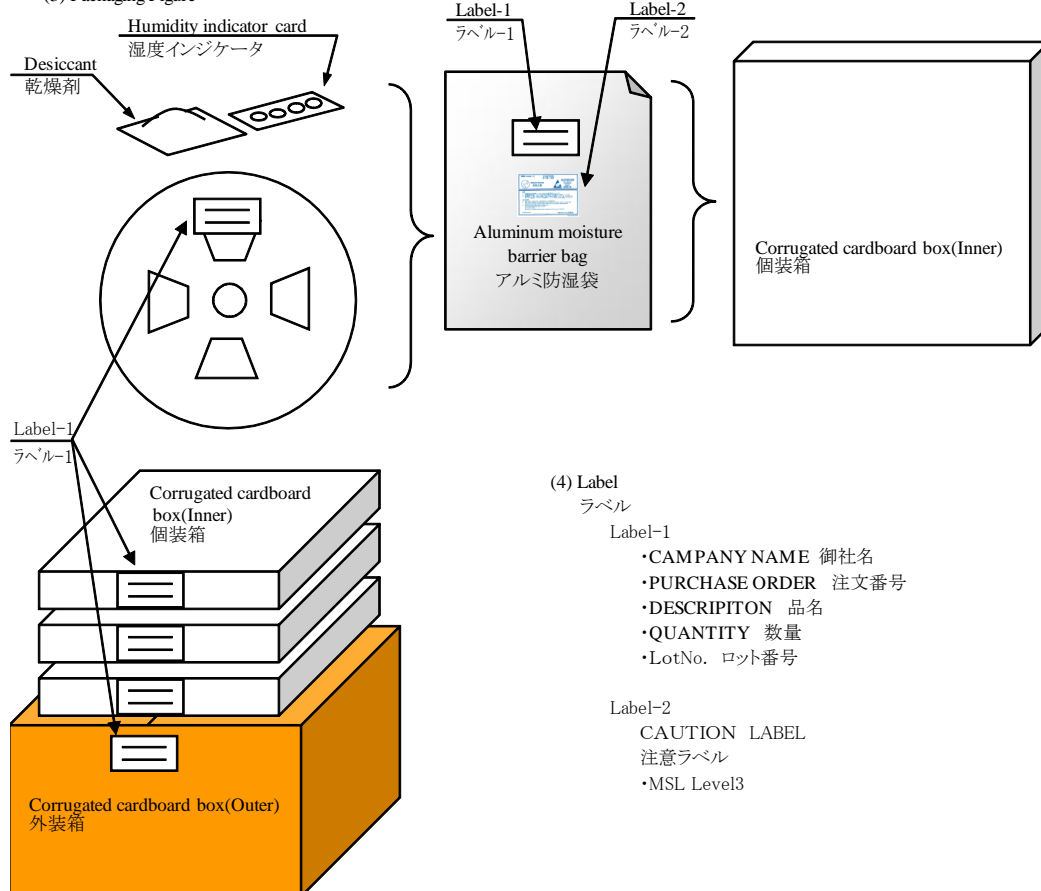 (3) Packaging Figure
Humidity indicator card
湿度インジケータ
Desiccant
乾燥剤
Label-1
ラベル-1
Label-2
ラベル-2
Aluminum moisture
barrier bag
アルミ防湿袋
Corrugated cardboard box(Inner)
個装箱
Label-1
ラベル-1
Corrugated cardboard
box(Inner)
個装箱
Corrugated cardboard box(Outer)
外装箱
(4) Label
ラベル
Label-1
・CAMPANY NAME 御社名
・PURCHASE ORDER 注文番号
・DESCRIPITON 品名
・QUANTITY 数量
・LotNo. ロット番号
Label-2
CAUTION LABEL
注意ラベル
・MSL Level3